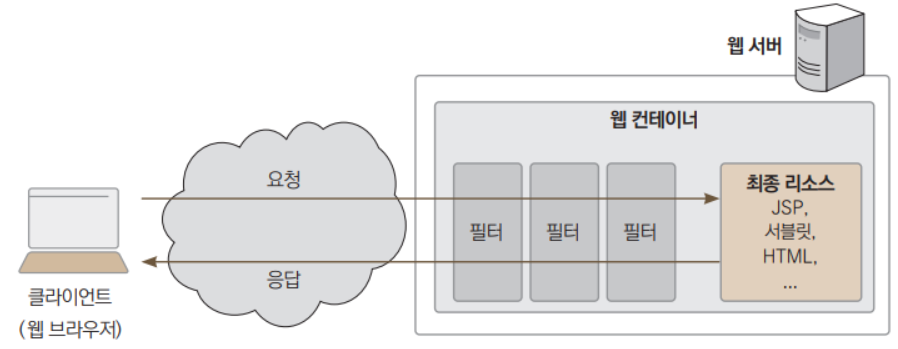 웹 서버
웹 컨테이너
요청
필터
필터
필터
최종 리소스
JSP,
서블릿,
HTML,
...
응답
클라이언트
(웹 브라우저)